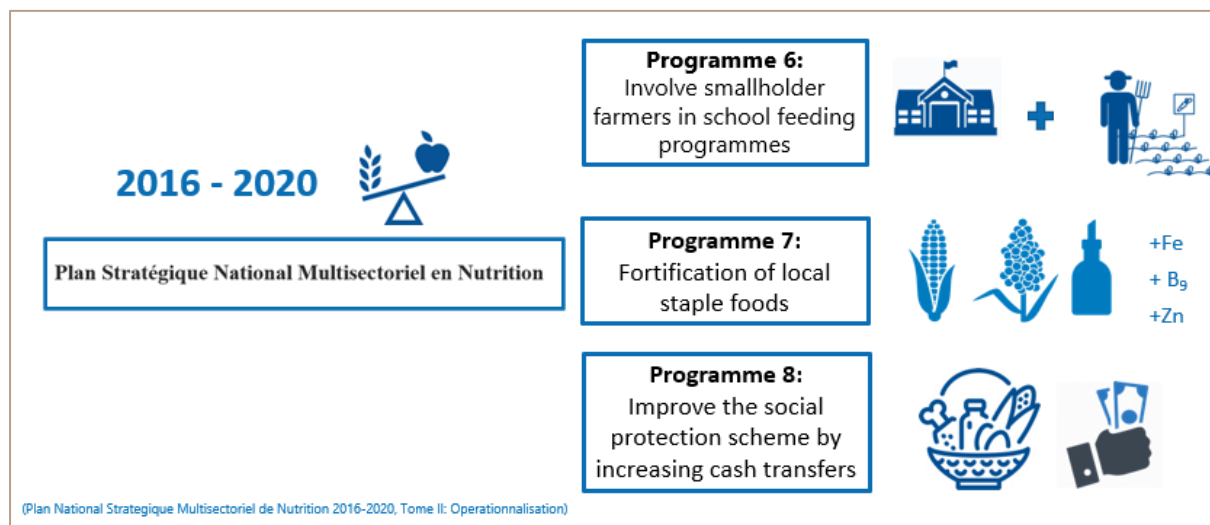 2016 - 2020
Plan Stratégique National Multisectoriel en Nutrition
Programme 6:
Involve smallholder
farmers in school feeding
programmes
Programme 7:
Fortification of local
staple foods
+Fe
+ B₉
+Zn
Programme 8:
Improve the social
protection scheme by
increasing cash transfers
(Plan National Strategique Multisectoriel de Nutrition 2016-2020, Tome II: Operationnalisation)